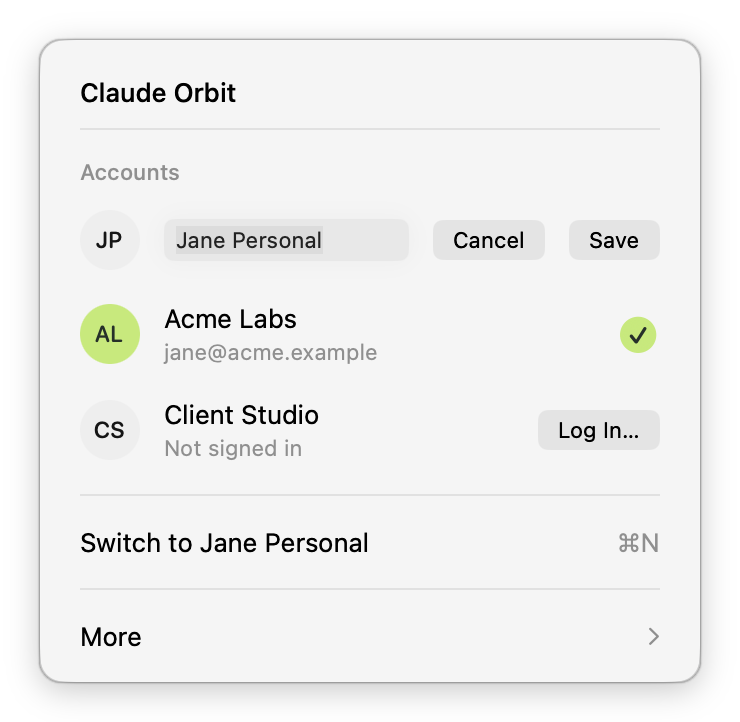 Claude Orbit
Accounts
JP Jane Personal Cancel Save
AL Acme Labs
jane@acme.example
CS Client Studio
Not signed in Log In...
Switch to Jane Personal ⌘N
More